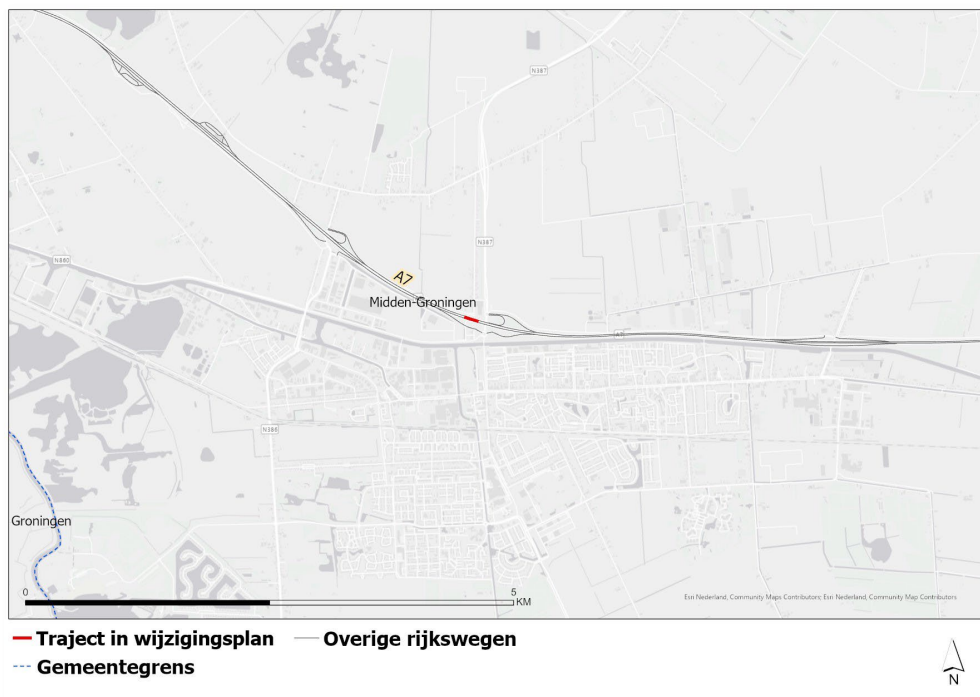 N387
N387
N860
A7
Midden-Groningen
A7
N386
Groningen
0 5
KM
Esri Nederland, Community Maps Contributors; Esri Nederland, Community Map Contributors
Traject in wijzigingsplan Overige rijkswegen
Gemeentegrens
N